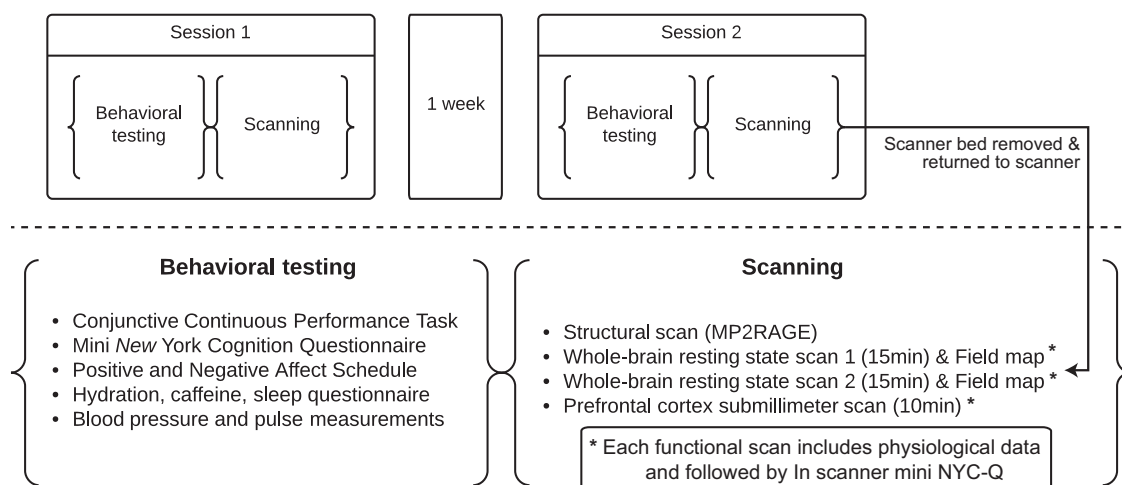 Session 1
Behavioral
testing
Scanning
1 week
Session 2
Behavioral
testing
Scanning
Scanner bed removed &
returned to scanner
Behavioral testing
• Conjunctive Continuous Performance Task
• Mini New York Cognition Questionnaire
• Positive and Negative Affect Schedule
• Hydration, caffeine, sleep questionnaire
• Blood pressure and pulse measurements
Scanning
• Structural scan (MP2RAGE)
• Whole-brain resting state scan 1 (15min) & Field map *
• Whole-brain resting state scan 2 (15min) & Field map *
• Prefrontal cortex submillimeter scan (10min) *
* Each functional scan includes physiological data
and followed by In scanner mini NYC-Q